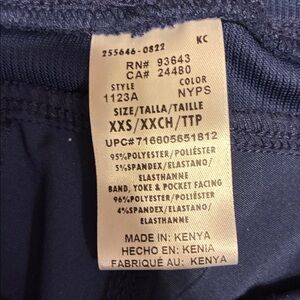 255646-0822 KC
RN# 93643
CA# 24480
STYLE COLOR
1123A NYPS
SIZE/TALLA/TAILLE
XXS/XXCH/TTP
UPC#716605651812
95%POLYESTER/POLIÉSTER
5%SPANDEX/ELASTANO/
ELASTHANNE
BAND, YOKE & POCKET FACING
96%POLYESTER/POLIÉSTER
4%SPANDEX/ELASTANO/
ELASTHANNE
MADE IN: KENYA
HECHO EN: KENIA
FABRIQUÉ AU: KENYA